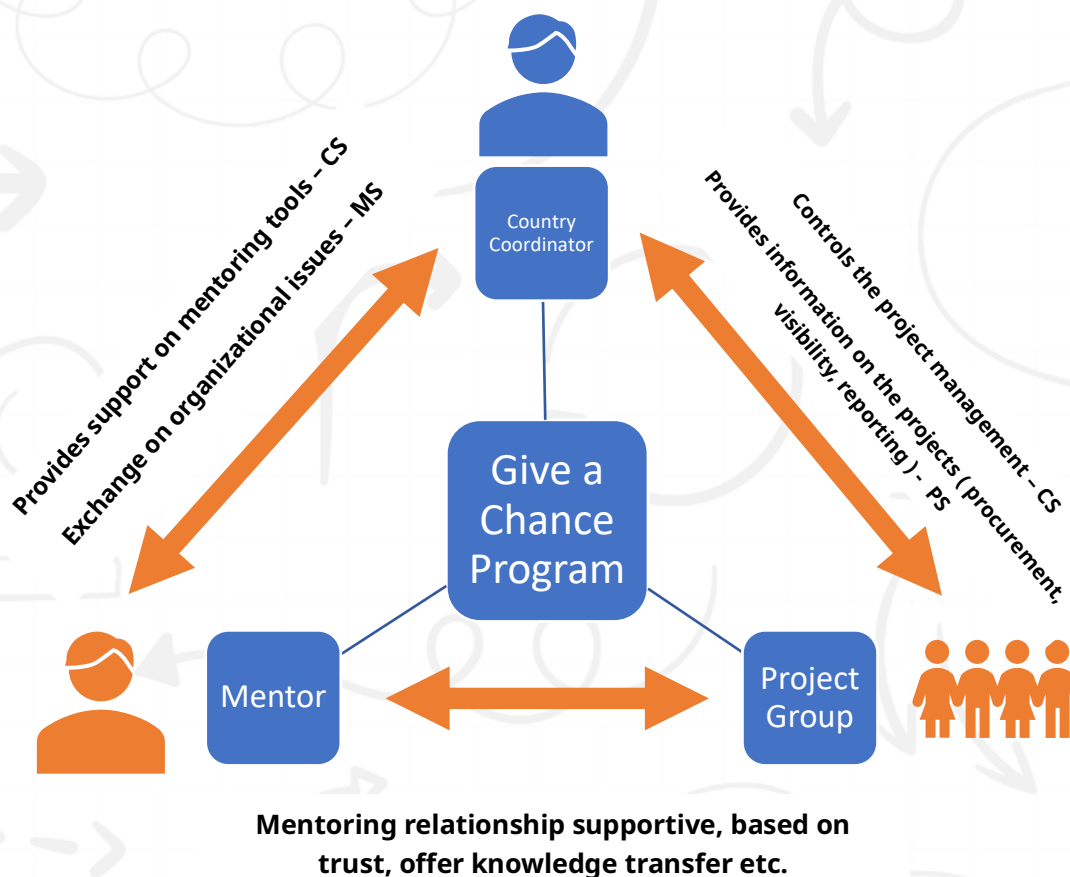 Country
Coordinator
Provides support on mentoring tools – CS
Exchange on organizational issues – MS
Controls the project management – CS
Provides information on the projects ( procurement,
visibility, reporting ) - PS
Give a
Chance
Program
Mentor
Project
Group
Mentoring relationship supportive, based on
trust, offer knowledge transfer etc.